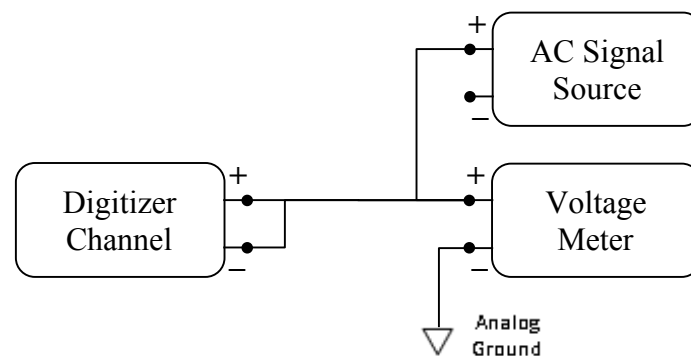 +
AC Signal
Source
−
Digitizer
Channel
+
−
+
Voltage
Meter
−
Analog
Ground